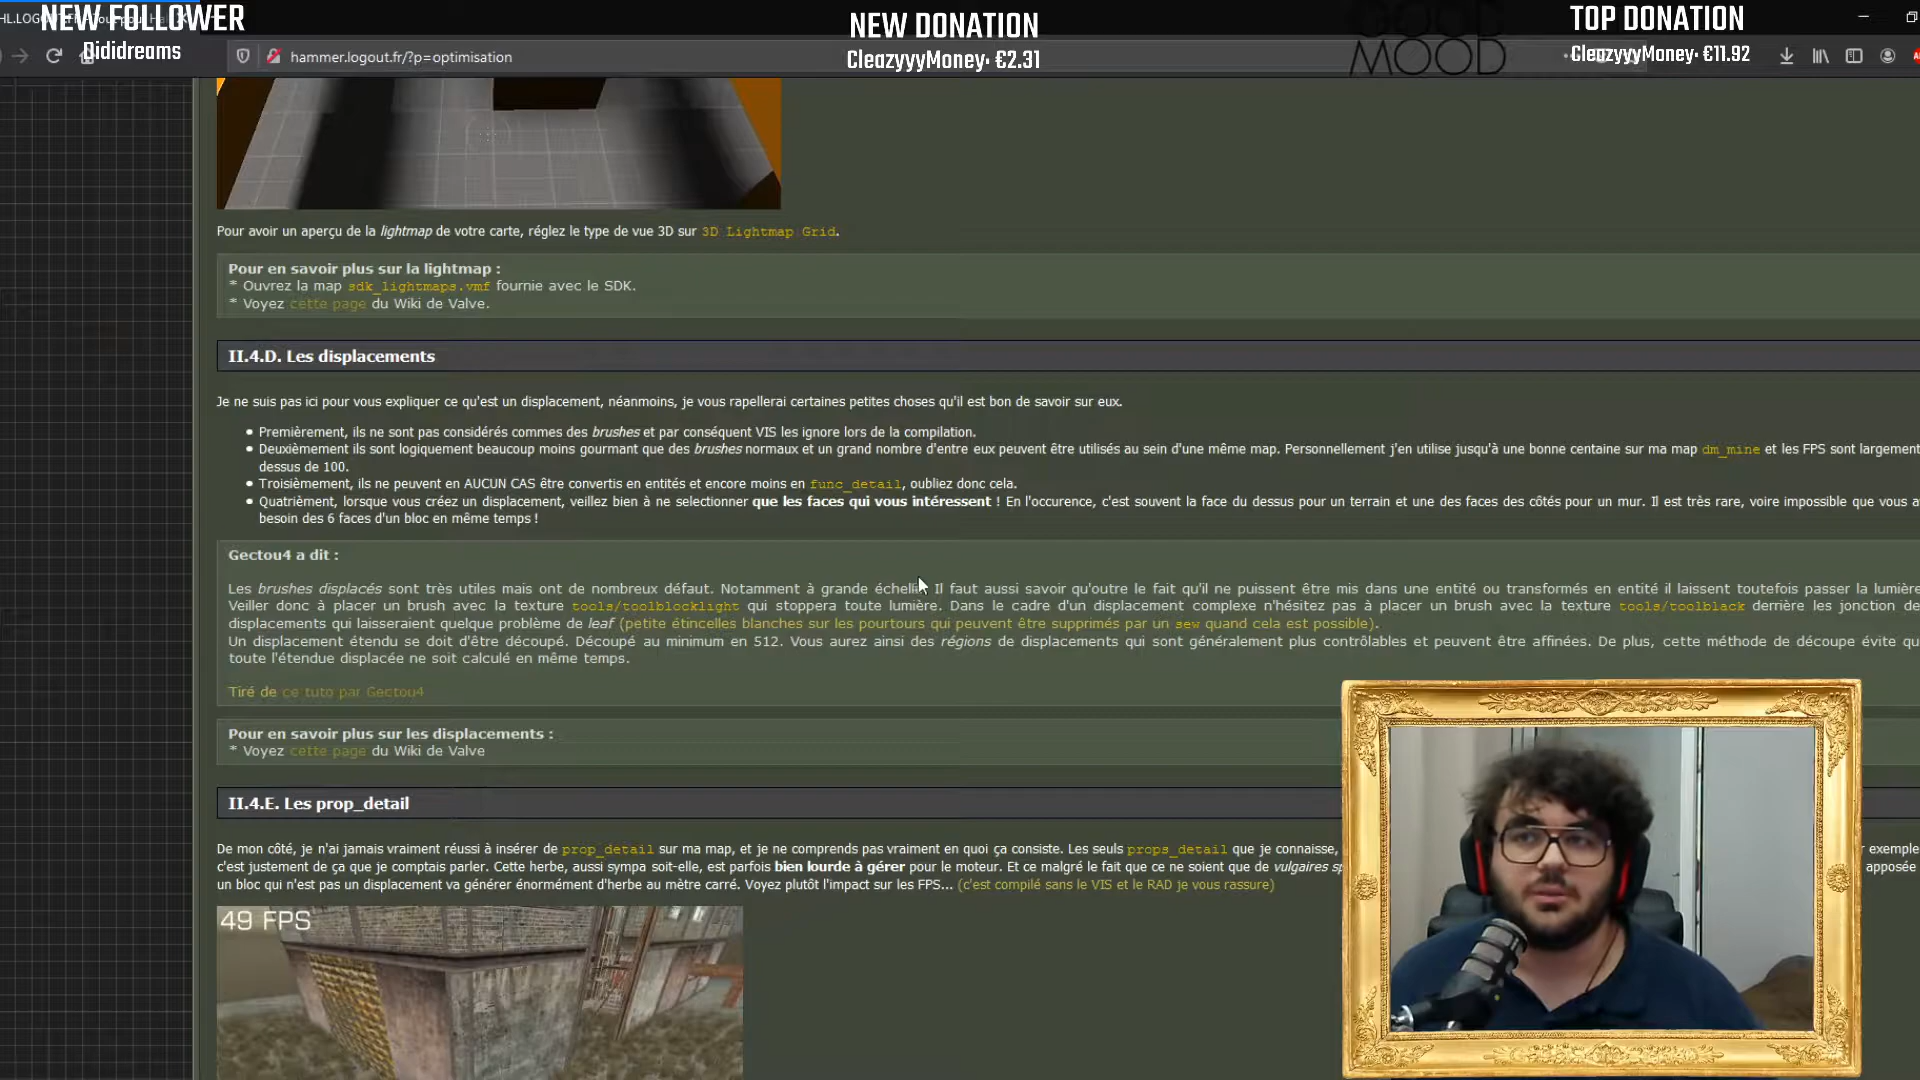 NEW FOLLOWER
Dididreams
NEW DONATION
CleazyyyMoney: €2.31
GOOD
MOOD
TOP DONATION
CleazyyyMoney: €11.92
hammer.logout.fr/?p=optimisation
Pour avoir un aperçu de la lightmap de votre carte, réglez le type de vue 3D sur 3D Lightmap Grid.
Pour en savoir plus sur la lightmap :
* Ouvrez la map sdk_lightmaps.vmf fournie avec le SDK.
* Voyez cette page du Wiki de Valve.
II.4.D. Les displacements
Je ne suis pas ici pour vous expliquer ce qu'est un displacement, néanmoins, je vous rapellerai certaines petites choses qu'il est bon de savoir sur eux.
• Premièrement, ils ne sont pas considérés commes des brushes et par conséquent VIS les ignore lors de la compilation.
• Deuxièmement ils sont logiquement beaucoup moins gourmant que des brushes normaux et un grand nombre d'entre eux peuvent être utilisés au sein d'une même map. Personnellement j'en utilise jusqu'à une bonne centaine sur ma map dm_mine et les FPS sont largement
dessus de 100.
• Troisièmement, ils ne peuvent en AUCUN CAS être convertis en entités et encore moins en func_detail, oubliez donc cela.
• Quatrièment, lorsque vous créez un displacement, veillez bien à ne selectionner que les faces qui vous intéressent ! En l'occurence, c'est souvent la face du dessus pour un terrain et une des faces des côtés pour un mur. Il est très rare, voire impossible que vous a
besoin des 6 faces d'un bloc en même temps !
Gectou4 a dit :
Les brushes displacés sont très utiles mais ont de nombreux défaut. Notamment à grande échelle. Il faut aussi savoir qu'outre le fait qu'il ne puissent être mis dans une entité ou transformés en entité il laissent toutefois passer la lumière
Veiller donc à placer un brush avec la texture tools/toolblocklight qui stoppera toute lumière. Dans le cadre d'un displacement complexe n'hésitez pas à placer un brush avec la texture tools/toolblack derrière les jonction de
displacements qui laisseraient quelque problème de leaf (petite étincelles blanches sur les pourtours qui peuvent être supprimés par un sew quand cela est possible).
Un displacement étendu se doit d'être découpé. Découpé au minimum en 512. Vous aurez ainsi des régions de displacements qui sont généralement plus contrôlables et peuvent être affinées. De plus, cette méthode de découpe évite qu
toute l'étendue displacée ne soit calculé en même temps.
Tiré de ce tuto par Gectou4
Pour en savoir plus sur les displacements :
* Voyez cette page du Wiki de Valve
II.4.E. Les prop_detail
De mon côté, je n'ai jamais vraiment réussi à insérer de prop_detail sur ma map, et je ne comprends pas vraiment en quoi ça consiste. Les seuls props_detail que je connaisse, r exemple
c'est justement de ça que je comptais parler. Cette herbe, aussi sympa soit-elle, est parfois bien lourde à gérer pour le moteur. Et ce malgré le fait que ce ne soient que de vulgaires sp apposée
un bloc qui n'est pas un displacement va générer énormément d'herbe au mètre carré. Voyez plutôt l'impact sur les FPS... (c'est compilé sans le VIS et le RAD je vous rassure)
49 FPS